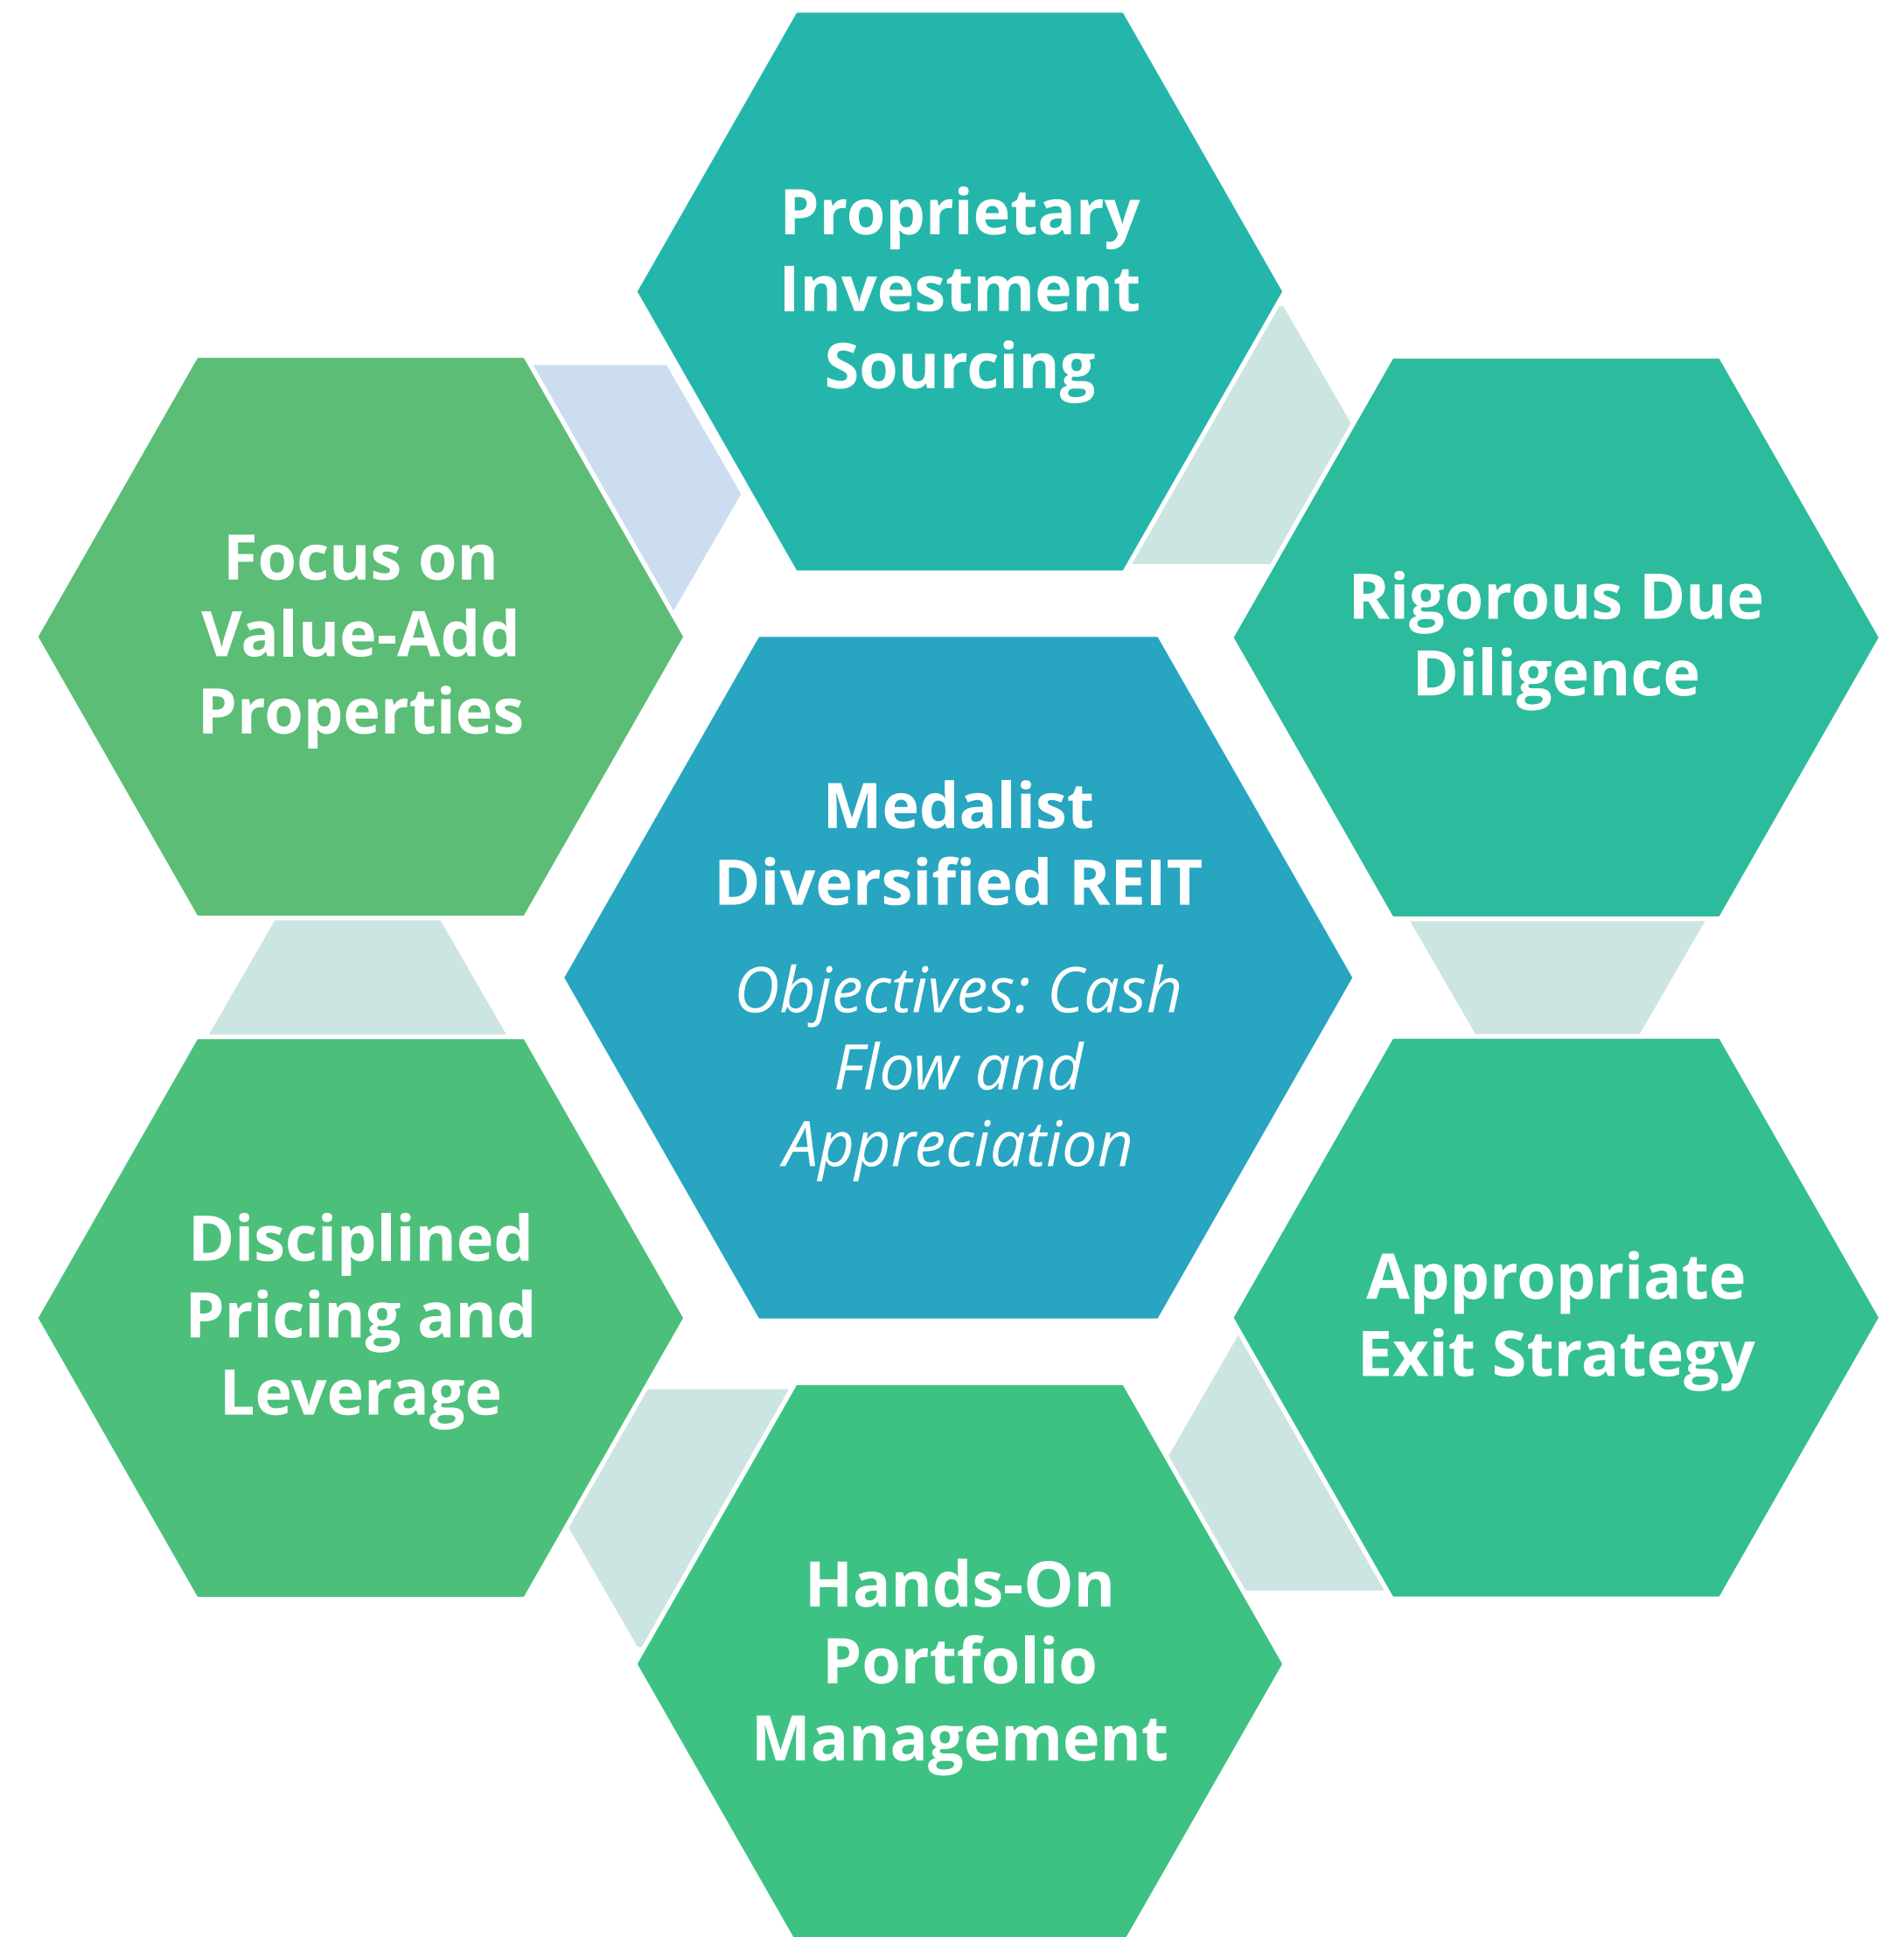 Proprietary
Investment
Sourcing
Focus on
Value-Add
Properties
Rigorous Due
Diligence
Medalist
Diversified REIT
Objectives: Cash
Flow and
Appreciation
Disciplined
Pricing and
Leverage
Appropriate
Exit Strategy
Hands-On
Portfolio
Management